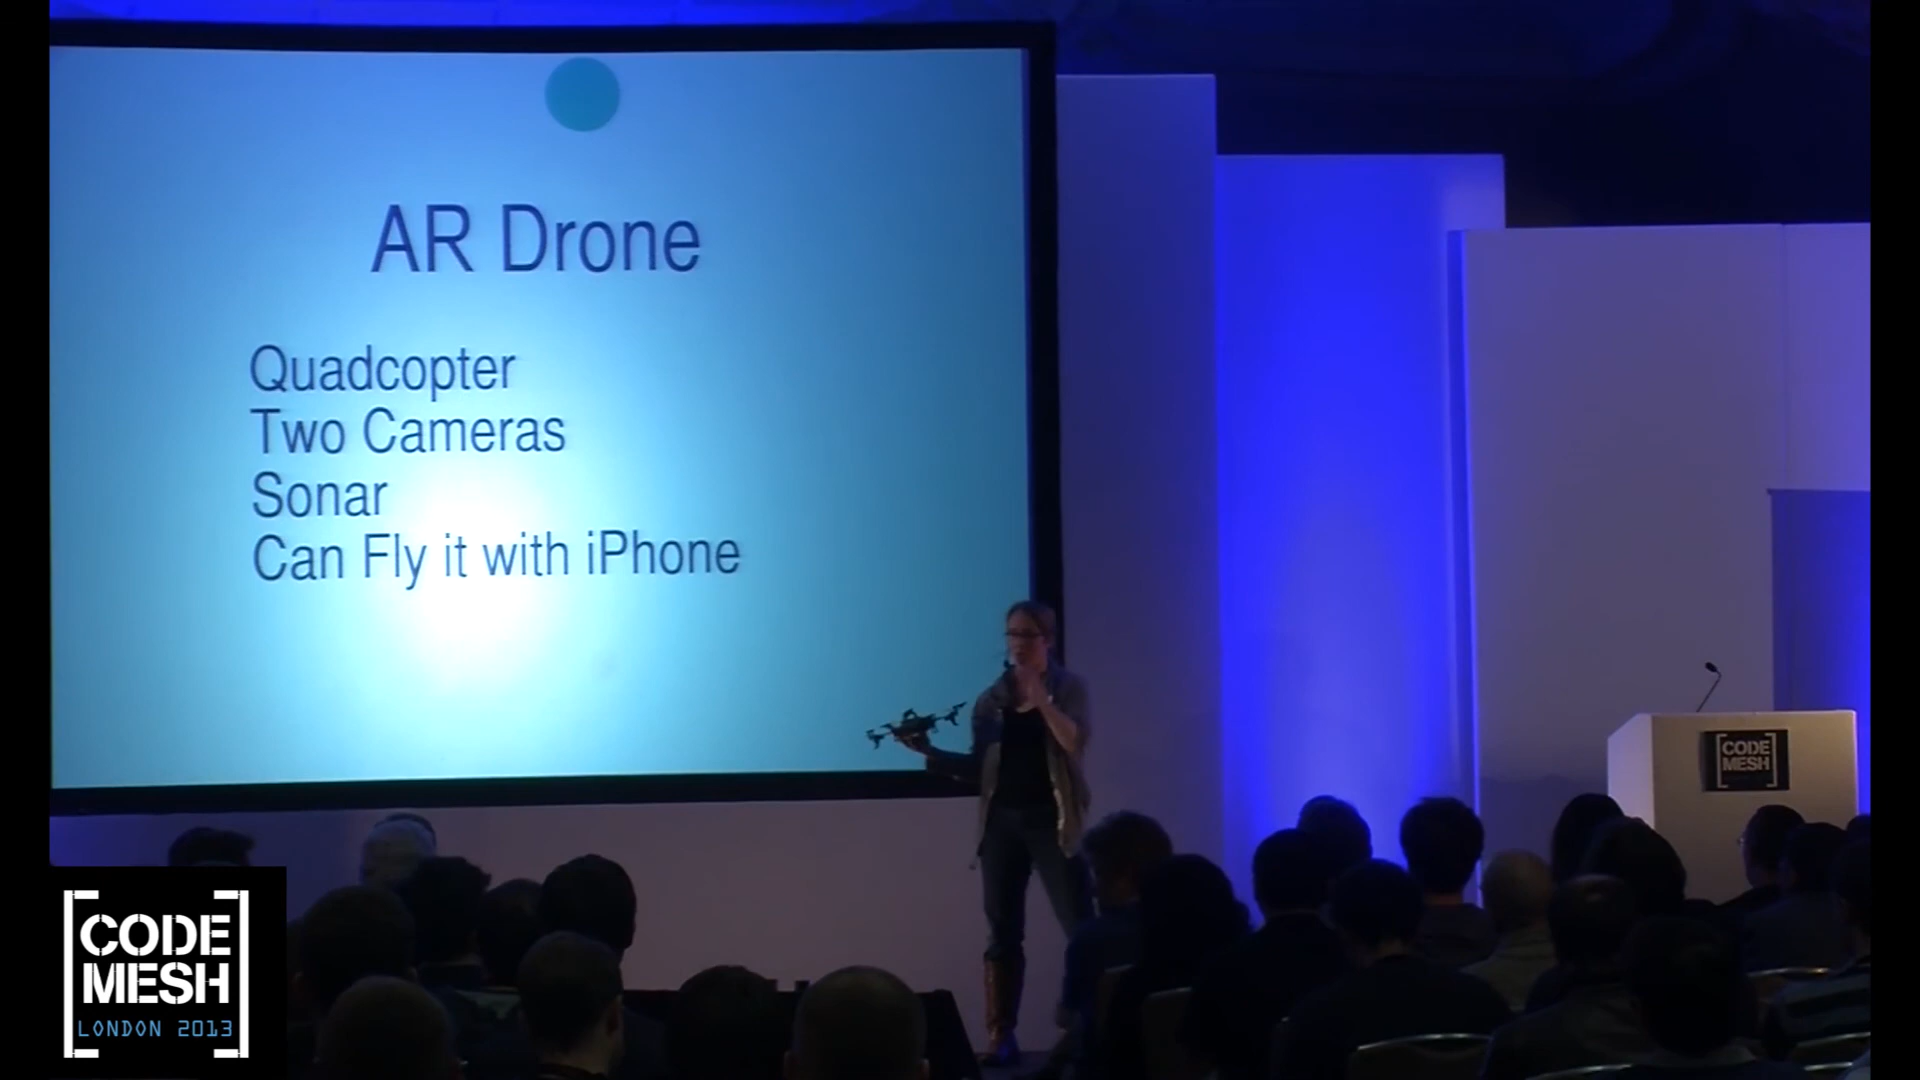 AR Drone
Quadcopter
Two Cameras
Sonar
Can Fly it with iPhone
CODE
MESH
CODE
MESH
LONDON 2013